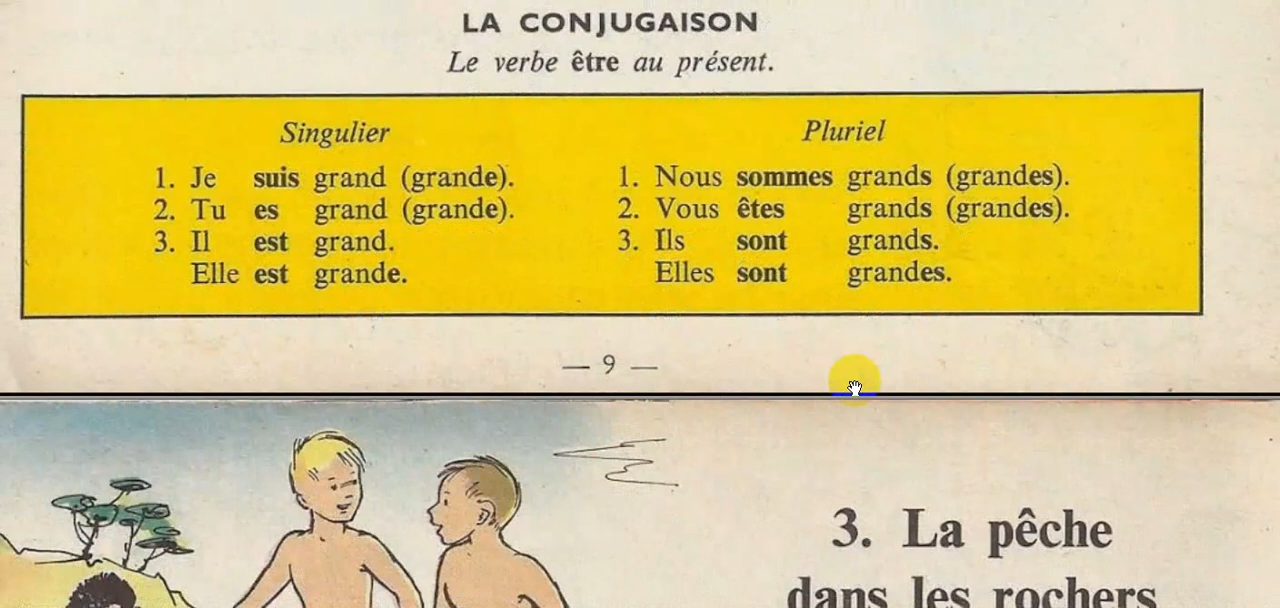 LA CONJUGAISON
Le verbe être au présent.
Singulier
1. Je suis grand (grande).
2. Tu es grand (grande).
3. Il est grand.
Elle est grande.
Pluriel
1. Nous sommes grands (grandes).
2. Vous êtes grands (grandes).
3. Ils sont grands.
Elles sont grandes.
— 9 —
3. La pêche
dans les rochers